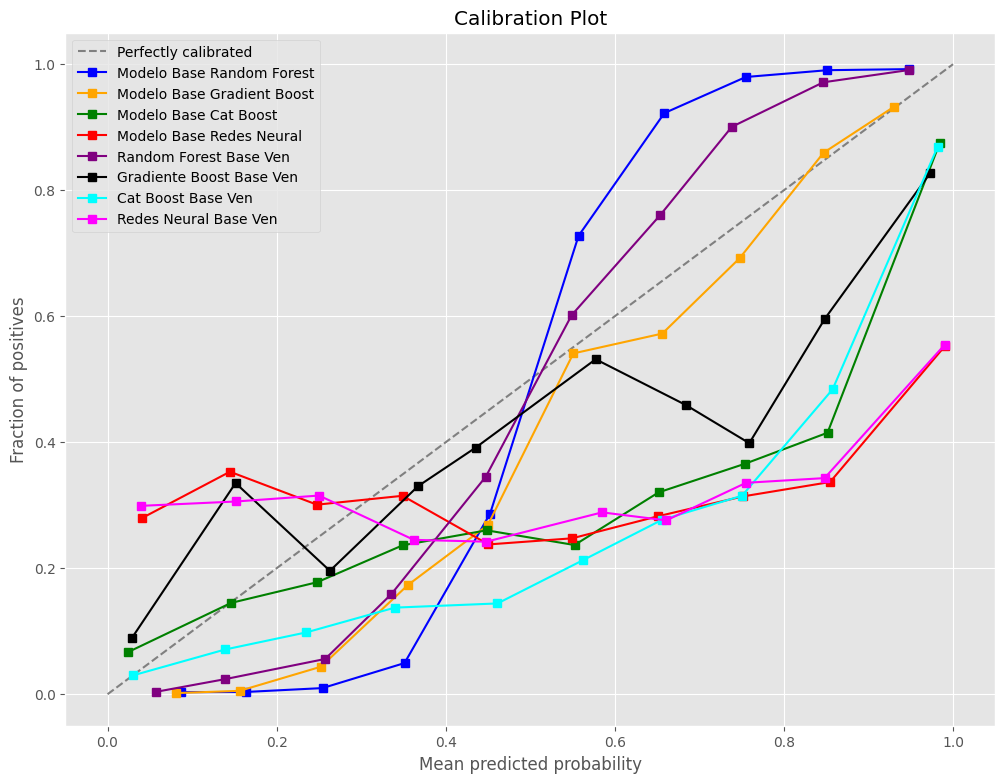 Calibration Plot
Perfectly calibrated
Modelo Base Random Forest
Modelo Base Gradient Boost
Modelo Base Cat Boost
Modelo Base Redes Neural
Random Forest Base Ven
Gradiente Boost Base Ven
Cat Boost Base Ven
Redes Neural Base Ven
Fraction of positives
1.0
0.8
0.6
0.4
0.2
0.0
0.0 0.2 0.4 0.6 0.8 1.0
Mean predicted probability